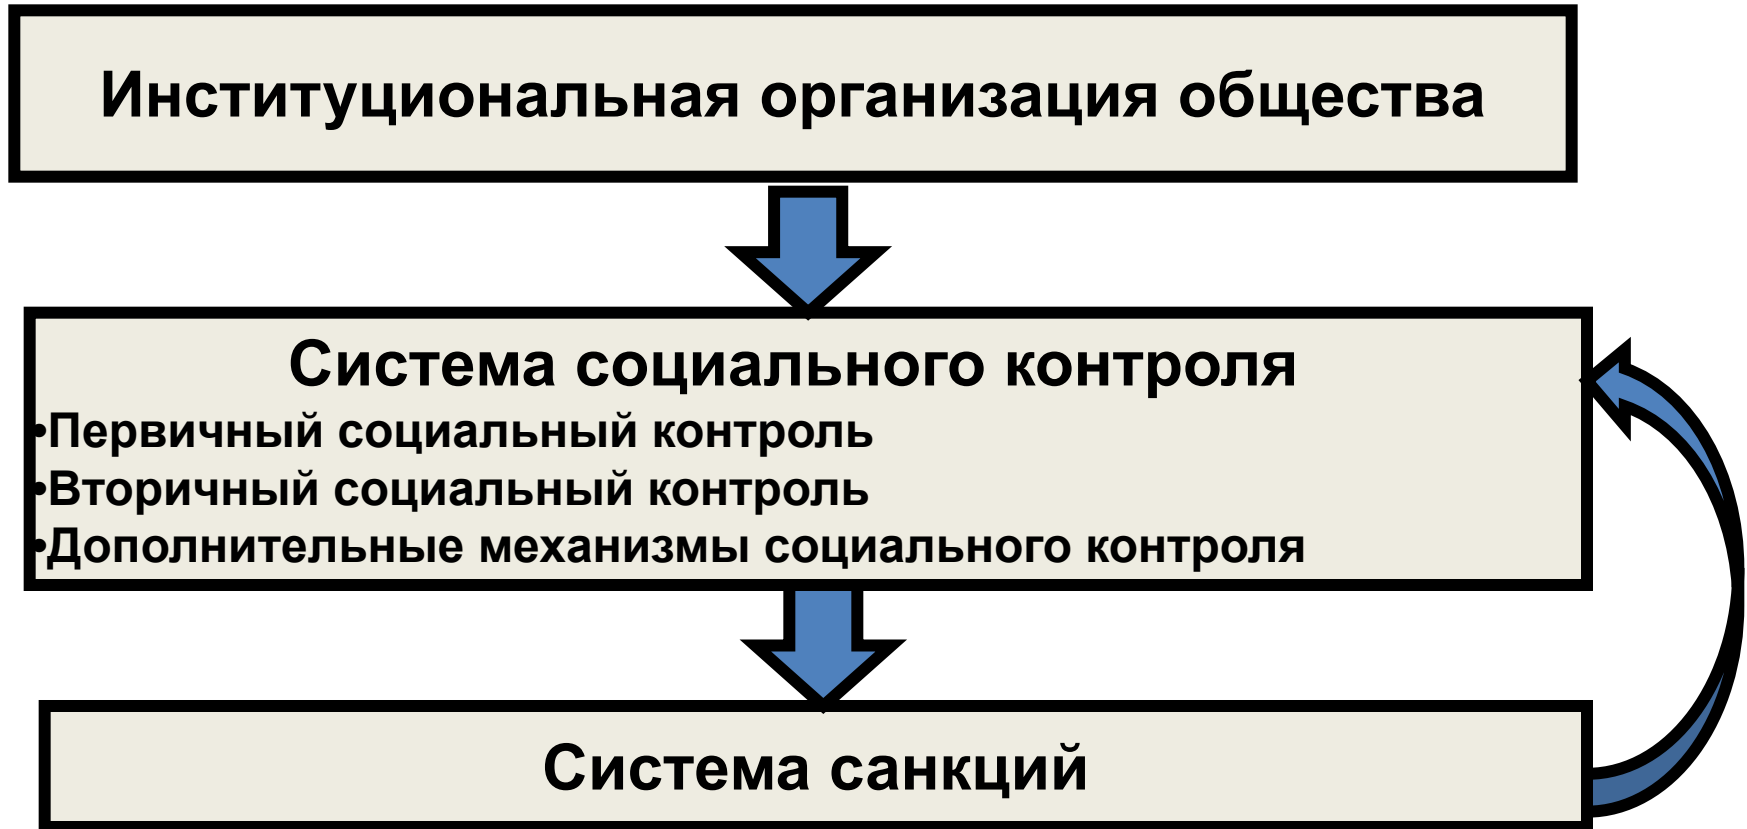 Институциональная организация общества
Система социального контроля
•Первичный социальный контроль
•Вторичный социальный контроль
•Дополнительные механизмы социального контроля
Система санкций